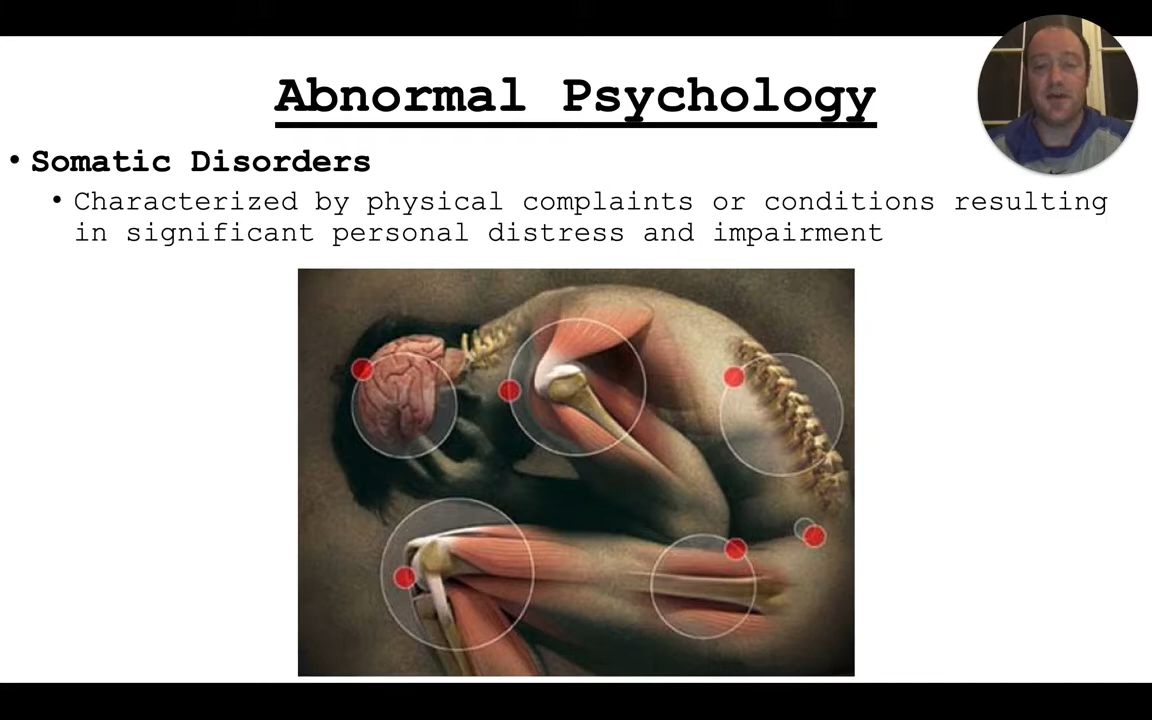 Abnormal Psychology
• Somatic Disorders
• Characterized by physical complaints or conditions resulting
in significant personal distress and impairment